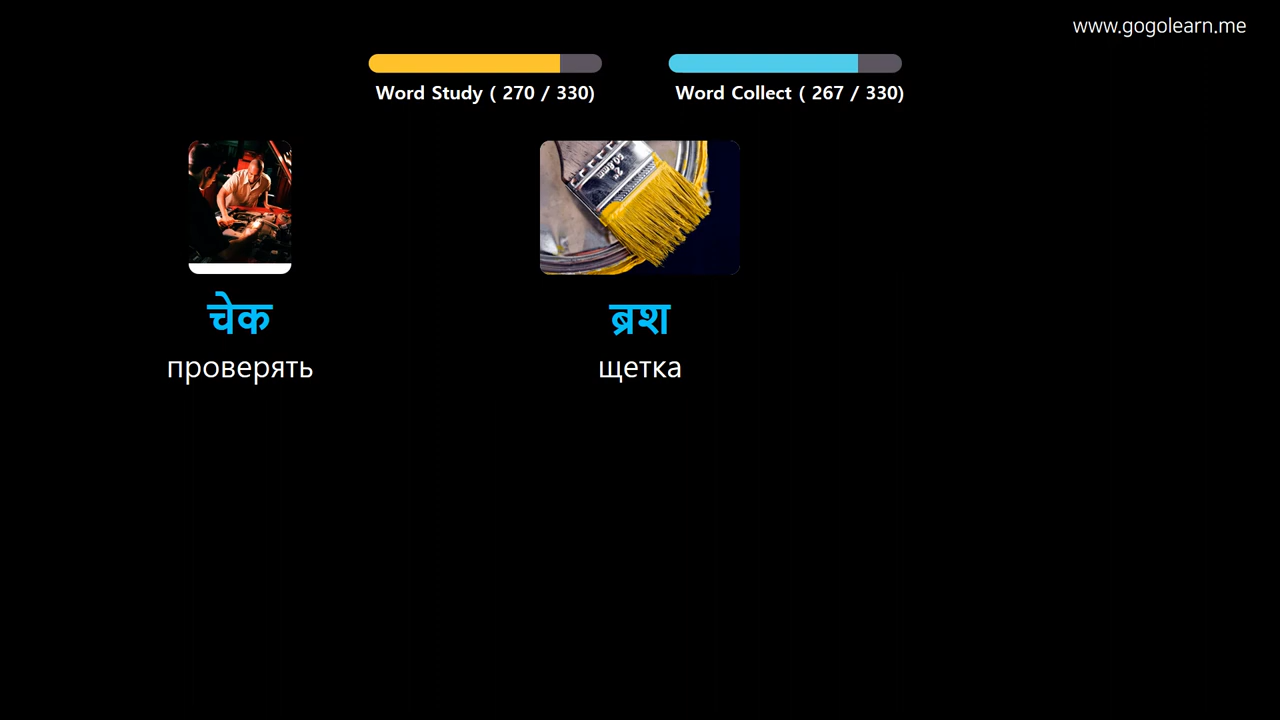 www.gogolearn.me
Word Study ( 270 / 330)
Word Collect ( 267 / 330)
चेक
проверять
ब्रश
щетка